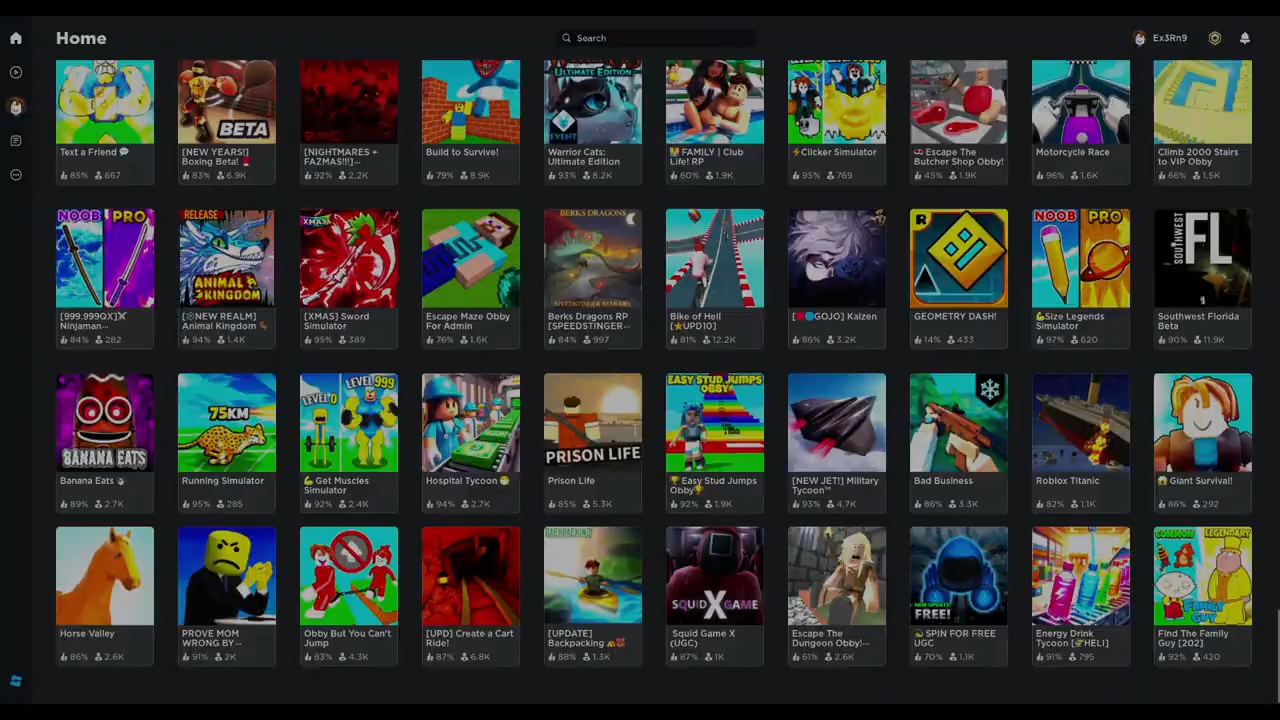 Home
Search
Ex3Rn9
ULTIMATE EDITION
EVENT
BETA
Text a Friend 💬
85% 667
[NEW YEARS!]
Boxing Beta!🥊
83% 6.9K
[NIGHTMARES +
FAZMAS!!!]...
92% 2.2K
Build to Survive!
79% 8.9K
Warrior Cats:
Ultimate Edition
93% 8.2K
FAMILY | Club
Life! RP
60% 1.9K
⚡Clicker Simulator
95% 769
Escape The
Butcher Shop Obby!
45% 1.9K
Motorcycle Race
96% 1.6K
Climb 2000 Stairs
to VIP Obby
66% 1.5K
NOOB PRO
[999.999QX]⚔
Ninjaman...
84% 282
RELEASE
ANIMAL KINGDOM
[❄NEW REALM]
Animal Kingdom
94% 1.4K
XMAS
[XMAS] Sword
Simulator
95% 389
Escape Maze Obby
For Admin
76% 1.6K
BERKS DRAGONS
SPEEDSTINGER REMODEL
Berks Dragons RP
[SPEEDSTINGER...
84% 997
Bike of Hell
[⭐UPD10]
81% 12.2K
[🔴🔵GOJO] Kaizen
86% 3.2K
R
GEOMETRY DASH!
14% 433
NOOB PRO
💪Size Legends
Simulator
97% 620
SOUTHWEST
FL
Southwest Florida
Beta
90% 11.9K
BANANA EATS
Banana Eats
89% 2.7K
75KM
Running Simulator
95% 285
LEVEL 0
LEVEL 999
💪 Get Muscles
Simulator
92% 2.4K
Hospital Tycoon
94% 2.7K
PRISON LIFE
Prison Life
85% 5.3K
EASY STUD JUMPS
OBBY
🏆 Easy Stud Jumps
Obby🏆
92% 1.9K
[NEW JET!] Military
Tycoon™
93% 4.7K
Bad Business
86% 3.3K
Roblox Titanic
82% 1.1K
😱 Giant Survival!
86% 292
Horse Valley
86% 2.6K
PROVE MOM
WRONG BY...
91% 2K
Obby But You Can't
Jump
83% 4.3K
[UPD] Create a Cart
Ride!
87% 6.8K
BACKPACKING
[UPDATE]
Backpacking
88% 1.3K
SQUID X GAME
Squid Game X
(UGC)
87% 1K
Escape The
Dungeon Obby!...
61% 2.6K
NEW UPDATE!
FREE!
SPIN FOR FREE
UGC
70% 1.1K
Energy Drink
Tycoon [HELI]
91% 795
COMMON LEGENDARY
FAMILY GUY
Find The Family
Guy [202]
92% 420